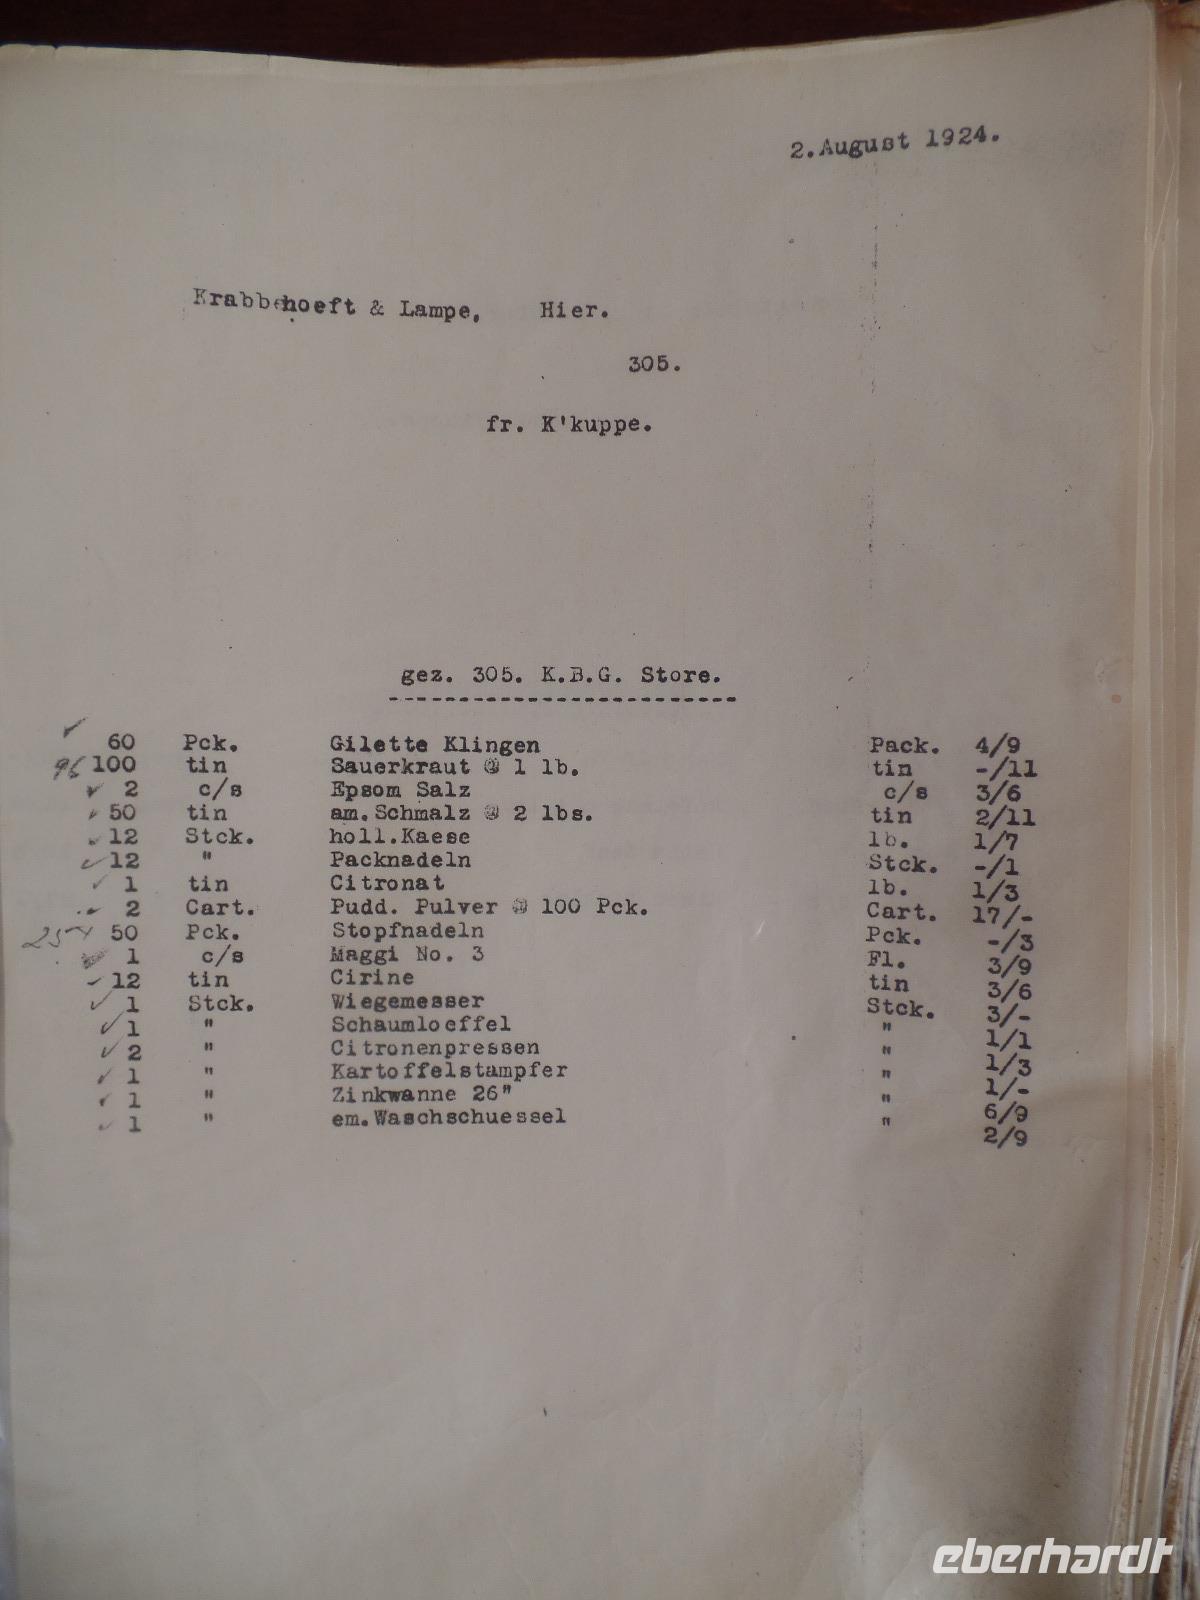 2.August 1924.
Krabbehoeft & Lampe, Hier.
305.
fr. K'kuppe.
gez. 305. K.B.G. Store.
60 Pck. Gilette Klingen Pack. 4/9
96 100 tin Sauerkraut @ 1 lb. tin -/11
2 c/s Epsom Salz c/s 3/6
50 tin am.Schmalz @ 2 lbs. tin 2/11
12 Stck. holl.Kaese lb. 1/7
12 " Packnadeln Stck. -/1
1 tin Citronat lb. 1/3
2 Cart. Pudd. Pulver @ 100 Pck. Cart. 17/-
50 Pck. Stopfnadeln Pck. -/3
1 c/s Maggi No. 3 Fl. 3/9
12 tin Cirine tin 3/6
1 Stck. Wiegemesser Stck. 3/-
1 " Schaumloeffel " 1/1
2 " Citronenpressen " 1/3
1 " Kartoffelstampfer " 1/-
1 " Zinkwanne 26" " 6/9
1 " em.Waschschuessel " 2/9
eberhardt